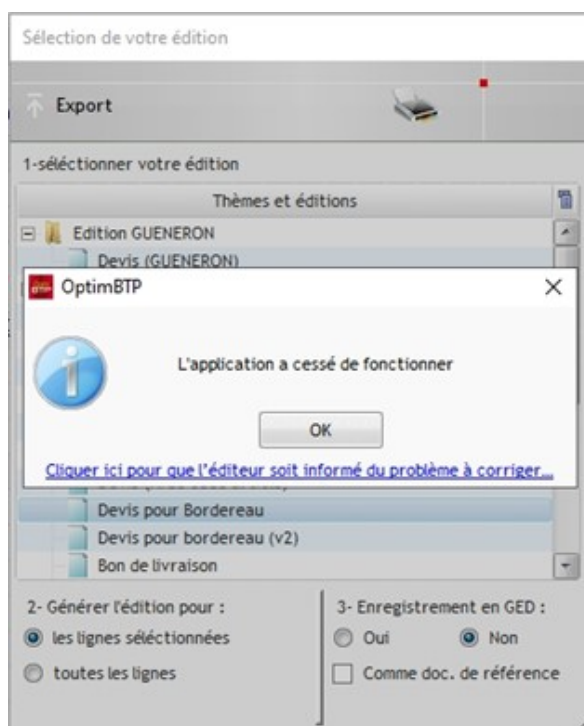 Sélection de votre édition
Export
1-séléctionner votre édition
Thèmes et éditions
Edition GUENERON
Devis (GUENERON)
OptimBTP
L'application a cessé de fonctionner
OK
Cliquer ici pour que l'éditeur soit informé du problème à corriger...
Devis pour Bordereau
Devis pour bordereau (v2)
Bon de livraison
2- Générer l'édition pour :
les lignes séléctionnées
toutes les lignes
3- Enregistrement en GED :
Oui
Non
Comme doc. de référence